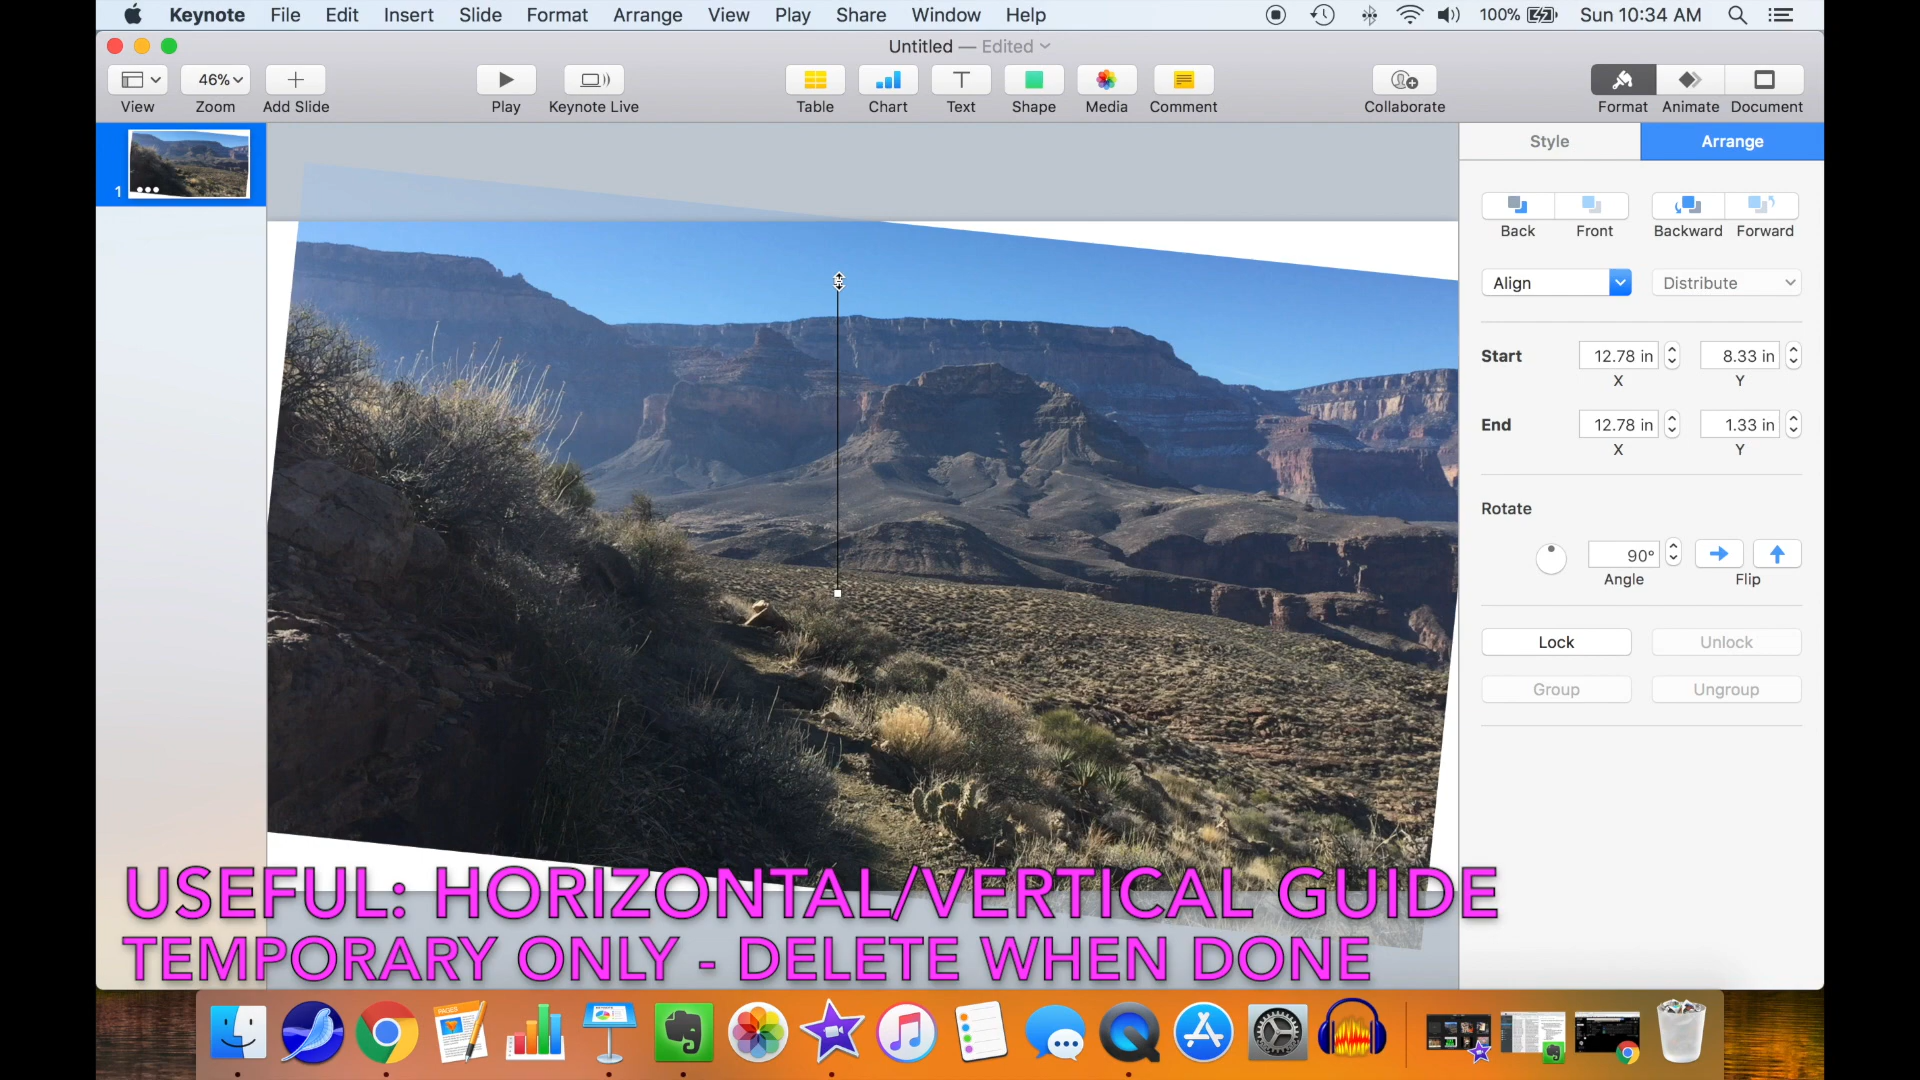 Keynote File Edit Insert Slide Format Arrange View Play Share Window Help 100% Sun 10:34 AM
Untitled — Edited
46%
View Zoom Add Slide Play Keynote Live Table Chart Text Shape Media Comment Collaborate Format Animate Document
Style Arrange
1
Back Front Backward Forward
Align Distribute
Start 12.78 in 8.33 in
X Y
End 12.78 in 1.33 in
X Y
Rotate
90°
Angle Flip
Lock Unlock
Group Ungroup
USEFUL: HORIZONTAL/VERTICAL GUIDE
TEMPORARY ONLY - DELETE WHEN DONE
PAGES